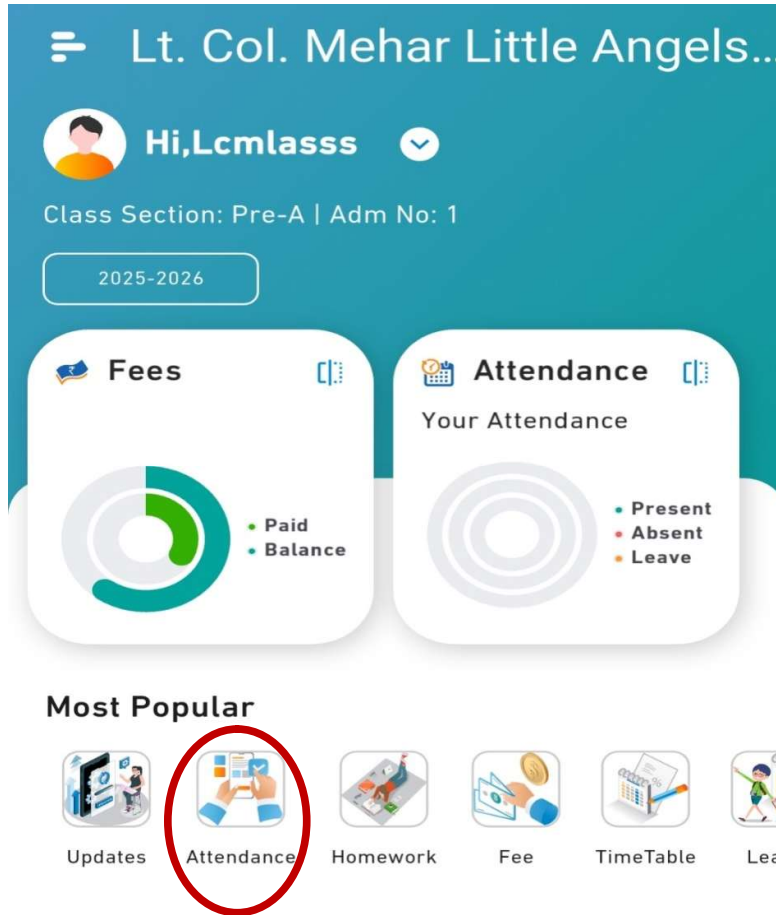 Lt. Col. Mehar Little Angels...
Hi,Lcmlasss
Class Section: Pre-A | Adm No: 1
2025-2026
Fees
Paid
Balance
Attendance
Your Attendance
Present
Absent
Leave
Most Popular
Updates Attendance Homework Fee TimeTable Lea